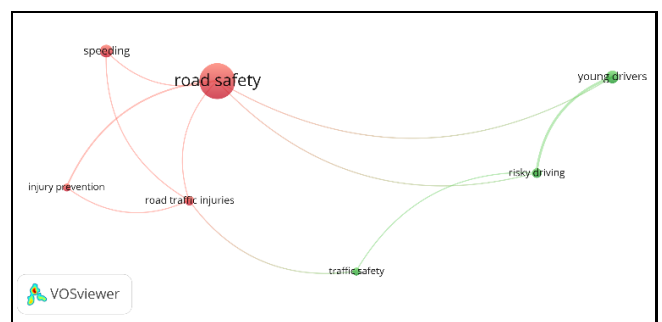 speeding
road safety
young drivers
risky driving
injury prevention
road traffic injuries
traffic safety
VOSviewer